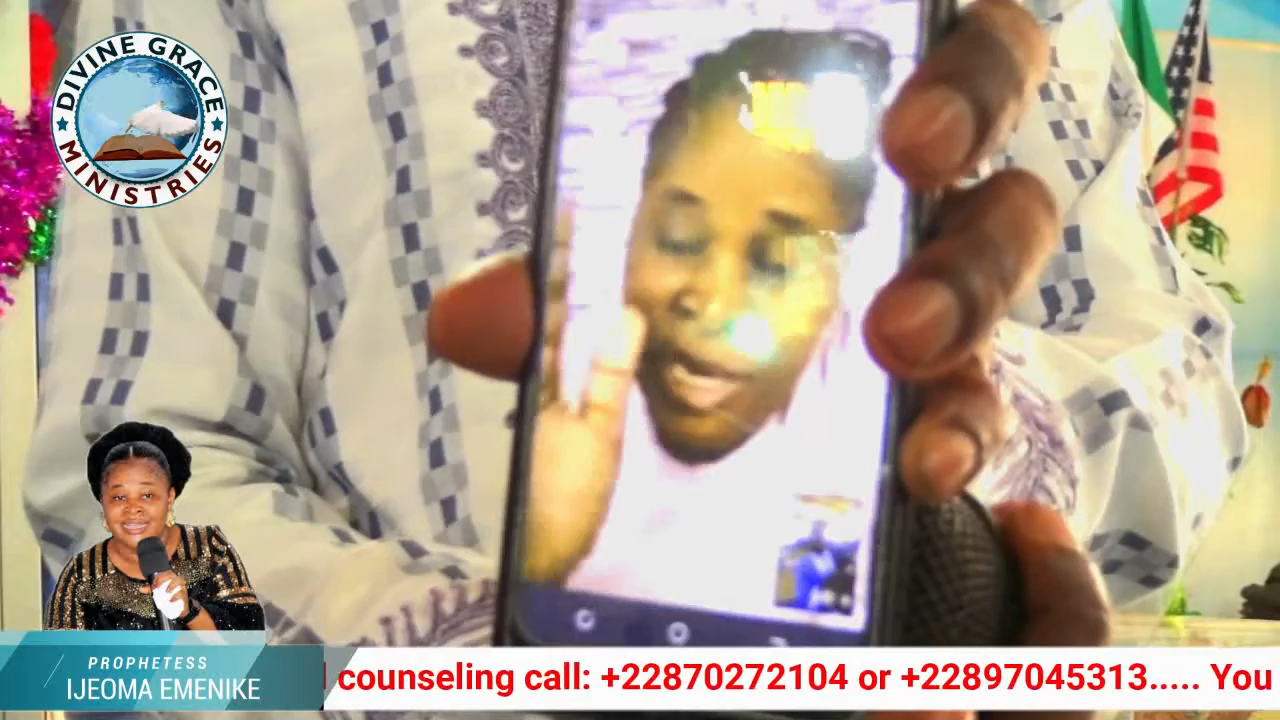 DIVINE GRACE
MINISTRIES
PROPHETESS
IJEOMA EMENIKE
counseling call: +22870272104 or +22897045313..... You